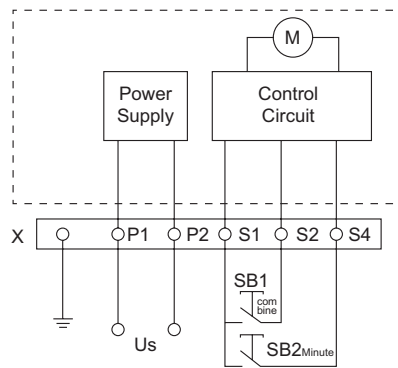 M
Power
Supply
Control
Circuit
X
P1 P2 S1 S2 S4
SB1
com
bine
Us
SB2Minute